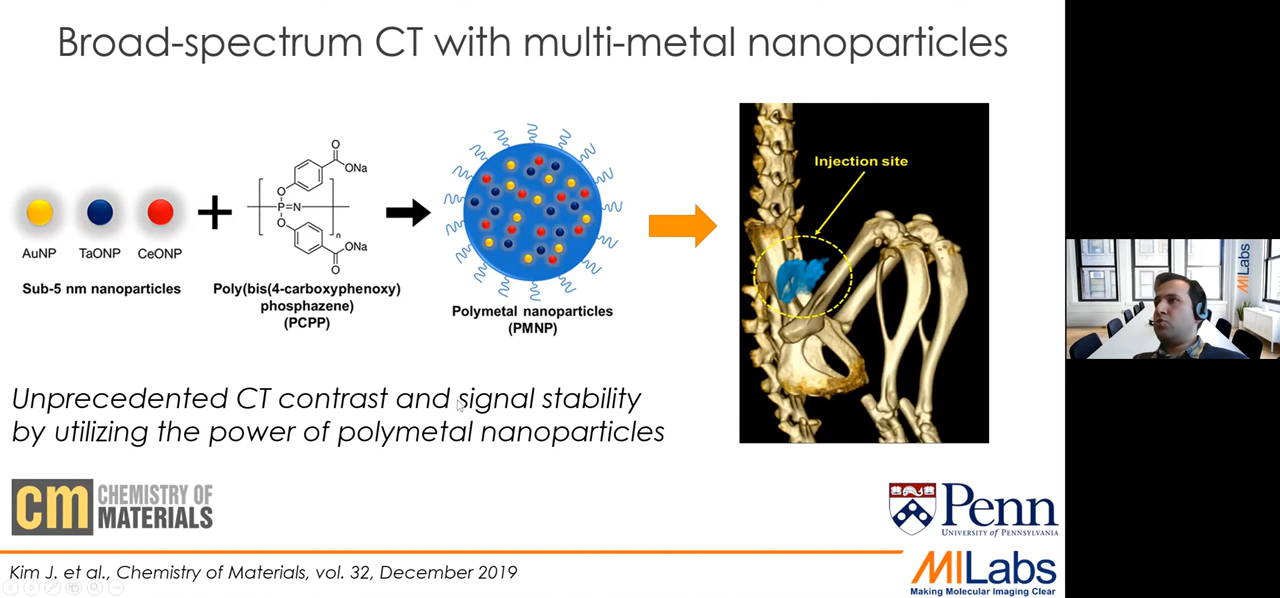 Broad-spectrum CT with multi-metal nanoparticles
AuNP
TaONP
CeONP
Sub-5 nm nanoparticles
O
ONa
O
P=N
O
n
ONa
O
Poly(bis(4-carboxyphenoxy)
phosphazene)
(PCPP)
Polymetal nanoparticles
(PMNP)
Injection site
Unprecedented CT contrast and signal stability
by utilizing the power of polymetal nanoparticles
cm CHEMISTRY OF
MATERIALS
Penn
UNIVERSITY of PENNSYLVANIA
Kim J. et al., Chemistry of Materials, vol. 32, December 2019
MILabs
Making Molecular Imaging Clear
MILabs